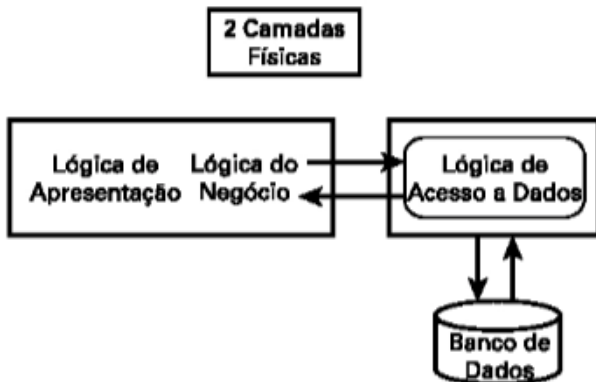 2 Camadas
Físicas
Lógica de
Apresentação
Lógica do
Negócio
Lógica de
Acesso a Dados
Banco de
Dados